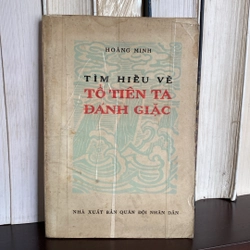 HOÀNG MINH
TÌM HIỂU VỀ
TỔ TIÊN TA
ĐÁNH GIẶC
NHÀ XUẤT BẢN QUÂN ĐỘI NHÂN DÂN